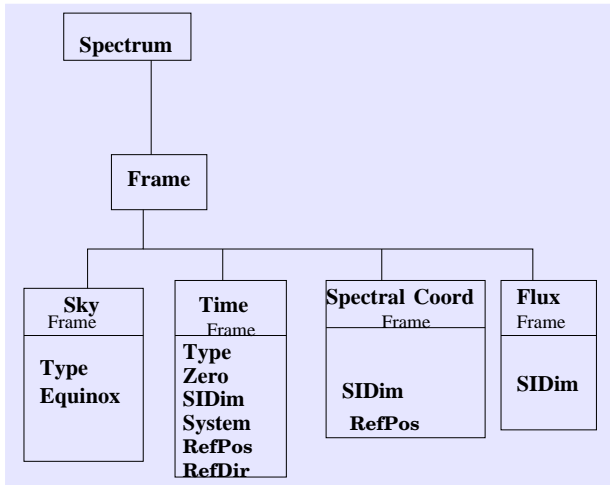 Spectrum
Frame
Sky
Frame
Type
Equinox
Time
Frame
Type
Zero
SIDim
System
RefPos
RefDir
Spectral Coord
Frame
SIDim
RefPos
Flux
Frame
SIDim